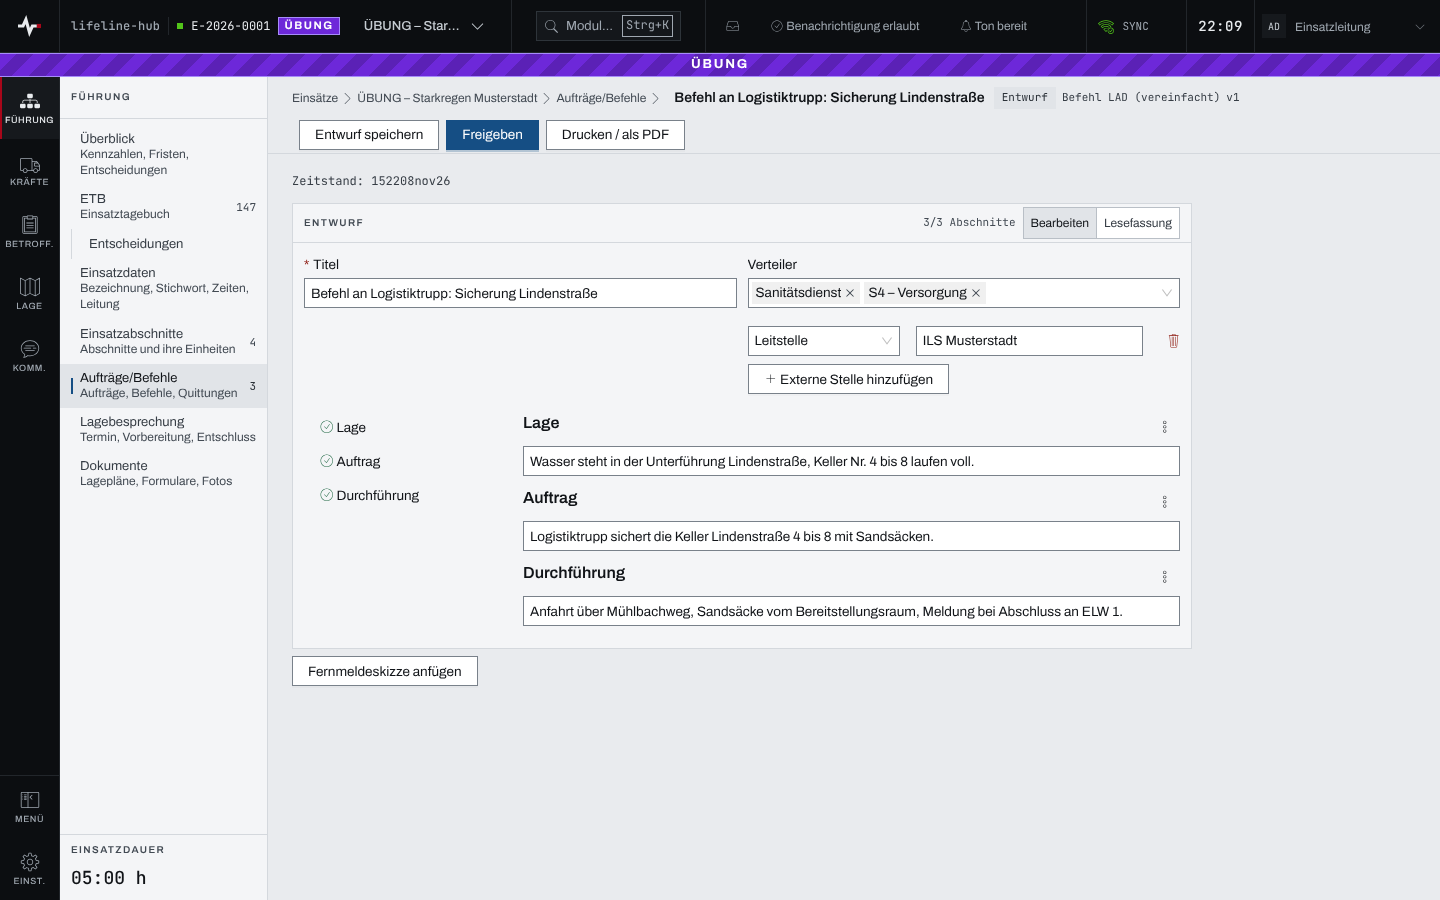 lifeline-hub
E-2026-0001
ÜBUNG
ÜBUNG – Star...
Modul...
Strg+K
Benachrichtigung erlaubt
Ton bereit
SYNC
22:09
AD
Einsatzleitung
ÜBUNG
FÜHRUNG
KRÄFTE
BETROFF.
LAGE
KOMM.
MENÜ
EINST.
FÜHRUNG
Überblick
Kennzahlen, Fristen,
Entscheidungen
ETB
Einsatztagebuch
147
Entscheidungen
Einsatzdaten
Bezeichnung, Stichwort, Zeiten,
Leitung
Einsatzabschnitte
Abschnitte und ihre Einheiten
4
Aufträge/Befehle
Aufträge, Befehle, Quittungen
3
Lagebesprechung
Termin, Vorbereitung, Entschluss
Dokumente
Lagepläne, Formulare, Fotos
EINSATZDAUER
05:00 h
Einsätze
ÜBUNG – Starkregen Musterstadt
Aufträge/Befehle
Befehl an Logistiktrupp: Sicherung Lindenstraße
Entwurf
Befehl LAD (vereinfacht) v1
Entwurf speichern
Freigeben
Drucken / als PDF
Zeitstand: 152208nov26
ENTWURF
3/3 Abschnitte
Bearbeiten
Lesefassung
* Titel
Befehl an Logistiktrupp: Sicherung Lindenstraße
Verteiler
Sanitätsdienst
S4 – Versorgung
Leitstelle
ILS Musterstadt
+ Externe Stelle hinzufügen
Lage
Auftrag
Durchführung
Lage
Wasser steht in der Unterführung Lindenstraße, Keller Nr. 4 bis 8 laufen voll.
Auftrag
Logistiktrupp sichert die Keller Lindenstraße 4 bis 8 mit Sandsäcken.
Durchführung
Anfahrt über Mühlbachweg, Sandsäcke vom Bereitstellungsraum, Meldung bei Abschluss an ELW 1.
Fernmeldeskizze anfügen